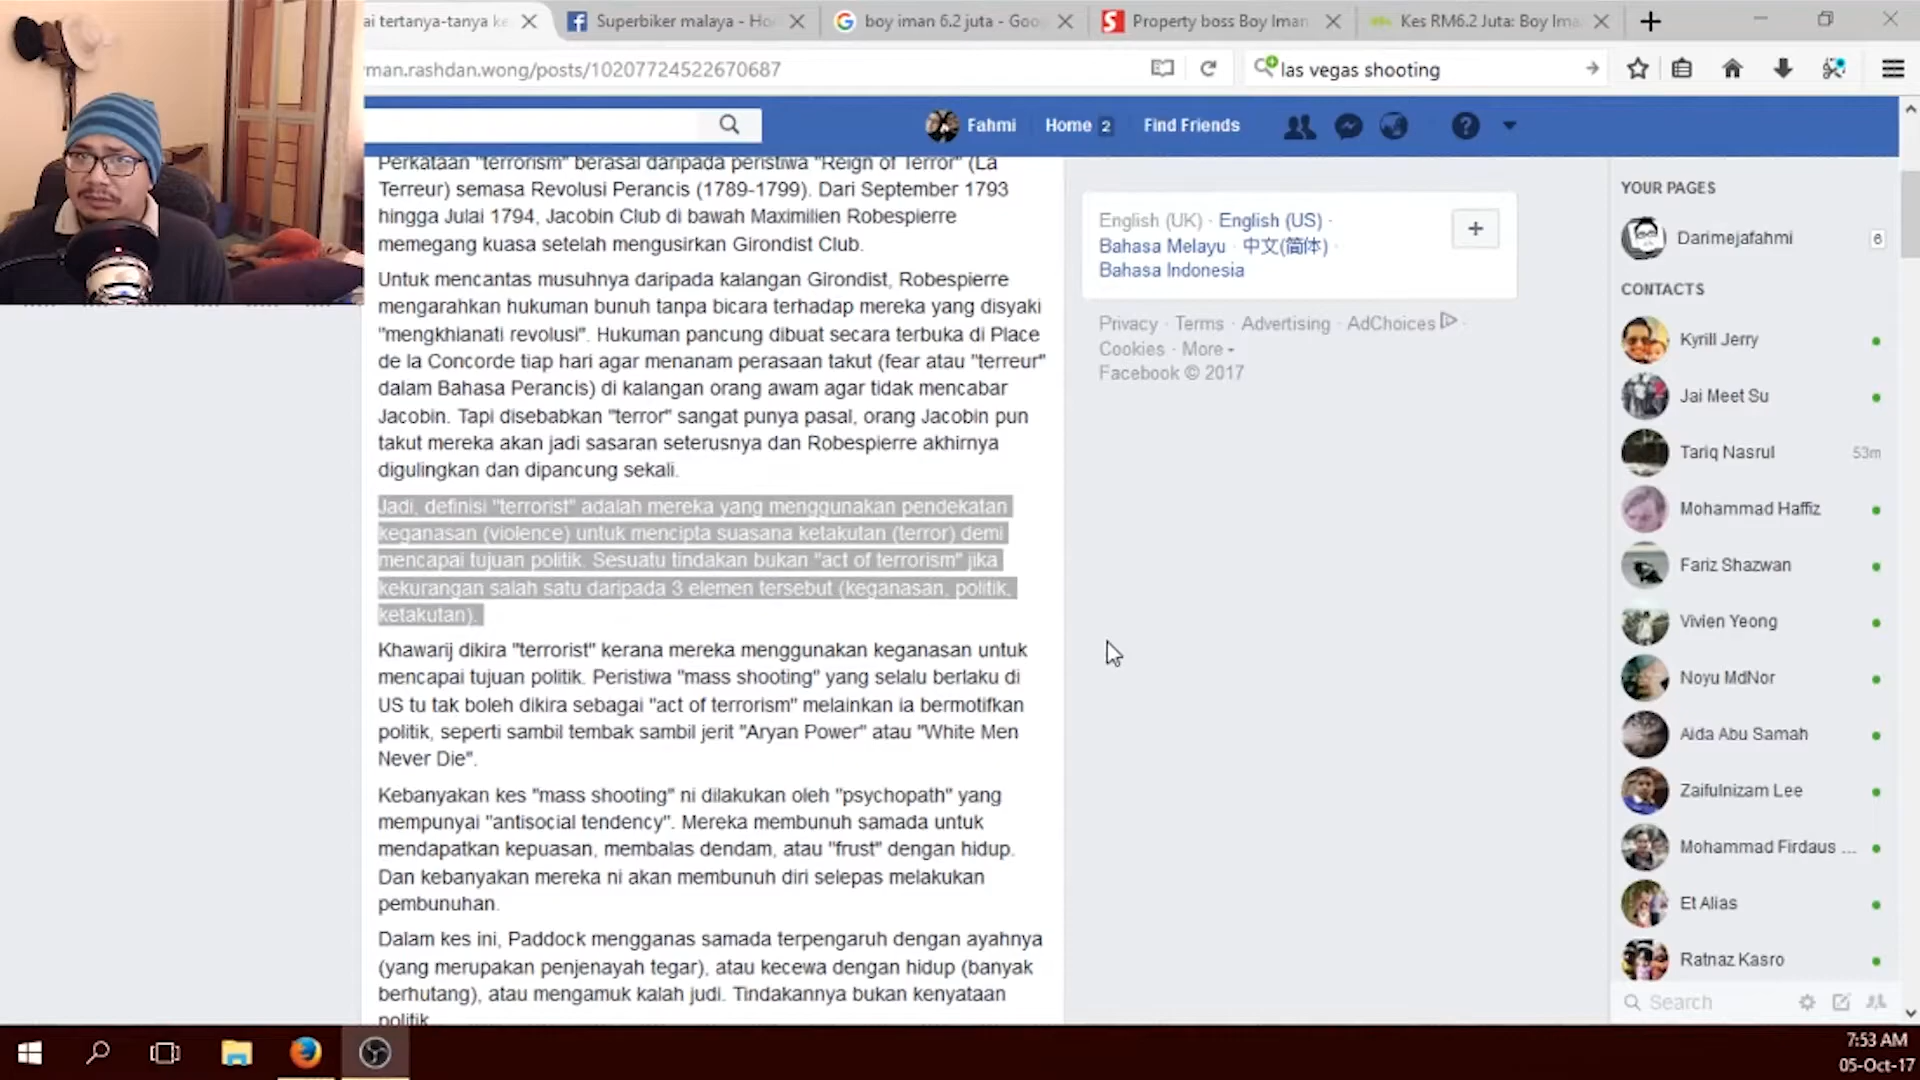 ai tertanya-tanya ke
Superbiker malaya - Ho
boy iman 6.2 juta - Goo
Property boss Boy Iman
Kes RM6.2 Juta: Boy Ima
man.rashdan.wong/posts/10207724522670687
las vegas shooting
Fahmi
Home 2
Find Friends
Perkataan "terrorism" berasal daripada peristiwa "Reign of Terror" (La
Terreur) semasa Revolusi Perancis (1789-1799). Dari September 1793
hingga Julai 1794, Jacobin Club di bawah Maximilien Robespierre
memegang kuasa setelah mengusirkan Girondist Club.
Untuk mencantas musuhnya daripada kalangan Girondist, Robespierre
mengarahkan hukuman bunuh tanpa bicara terhadap mereka yang disyaki
"mengkhianati revolusi". Hukuman pancung dibuat secara terbuka di Place
de la Concorde tiap hari agar menanam perasaan takut (fear atau "terreur"
dalam Bahasa Perancis) di kalangan orang awam agar tidak mencabar
Jacobin. Tapi disebabkan "terror" sangat punya pasal, orang Jacobin pun
takut mereka akan jadi sasaran seterusnya dan Robespierre akhirnya
digulingkan dan dipancung sekali.
Jadi, definisi "terrorist" adalah mereka yang menggunakan pendekatan
keganasan (violence) untuk mencipta suasana ketakutan (terror) demi
mencapai tujuan politik. Sesuatu tindakan bukan "act of terrorism" jika
kekurangan salah satu daripada 3 elemen tersebut (keganasan, politik,
ketakutan).
Khawarij dikira "terrorist" kerana mereka menggunakan keganasan untuk
mencapai tujuan politik. Peristiwa "mass shooting" yang selalu berlaku di
US tu tak boleh dikira sebagai "act of terrorism" melainkan ia bermotifkan
politik, seperti sambil tembak sambil jerit "Aryan Power" atau "White Men
Never Die".
Kebanyakan kes "mass shooting" ni dilakukan oleh "psychopath" yang
mempunyai "antisocial tendency". Mereka membunuh samada untuk
mendapatkan kepuasan, membalas dendam, atau "frust" dengan hidup.
Dan kebanyakan mereka ni akan membunuh diri selepas melakukan
pembunuhan.
Dalam kes ini, Paddock mengganas samada terpengaruh dengan ayahnya
(yang merupakan penjenayah tegar), atau kecewa dengan hidup (banyak
berhutang), atau mengamuk kalah judi. Tindakannya bukan kenyataan
politik.
English (UK) · English (US) ·
Bahasa Melayu · 中文(简体) ·
Bahasa Indonesia
Privacy · Terms · Advertising · AdChoices ·
Cookies · More
Facebook © 2017
YOUR PAGES
Darimejafahmi 6
CONTACTS
Kyrill Jerry
Jai Meet Su
Tariq Nasrul 53m
Mohammad Haffiz
Fariz Shazwan
Vivien Yeong
Noyu MdNor
Aida Abu Samah
Zaifulnizam Lee
Mohammad Firdaus ...
Et Alias
Ratnaz Kasro
Search
7:53 AM
05-Oct-17